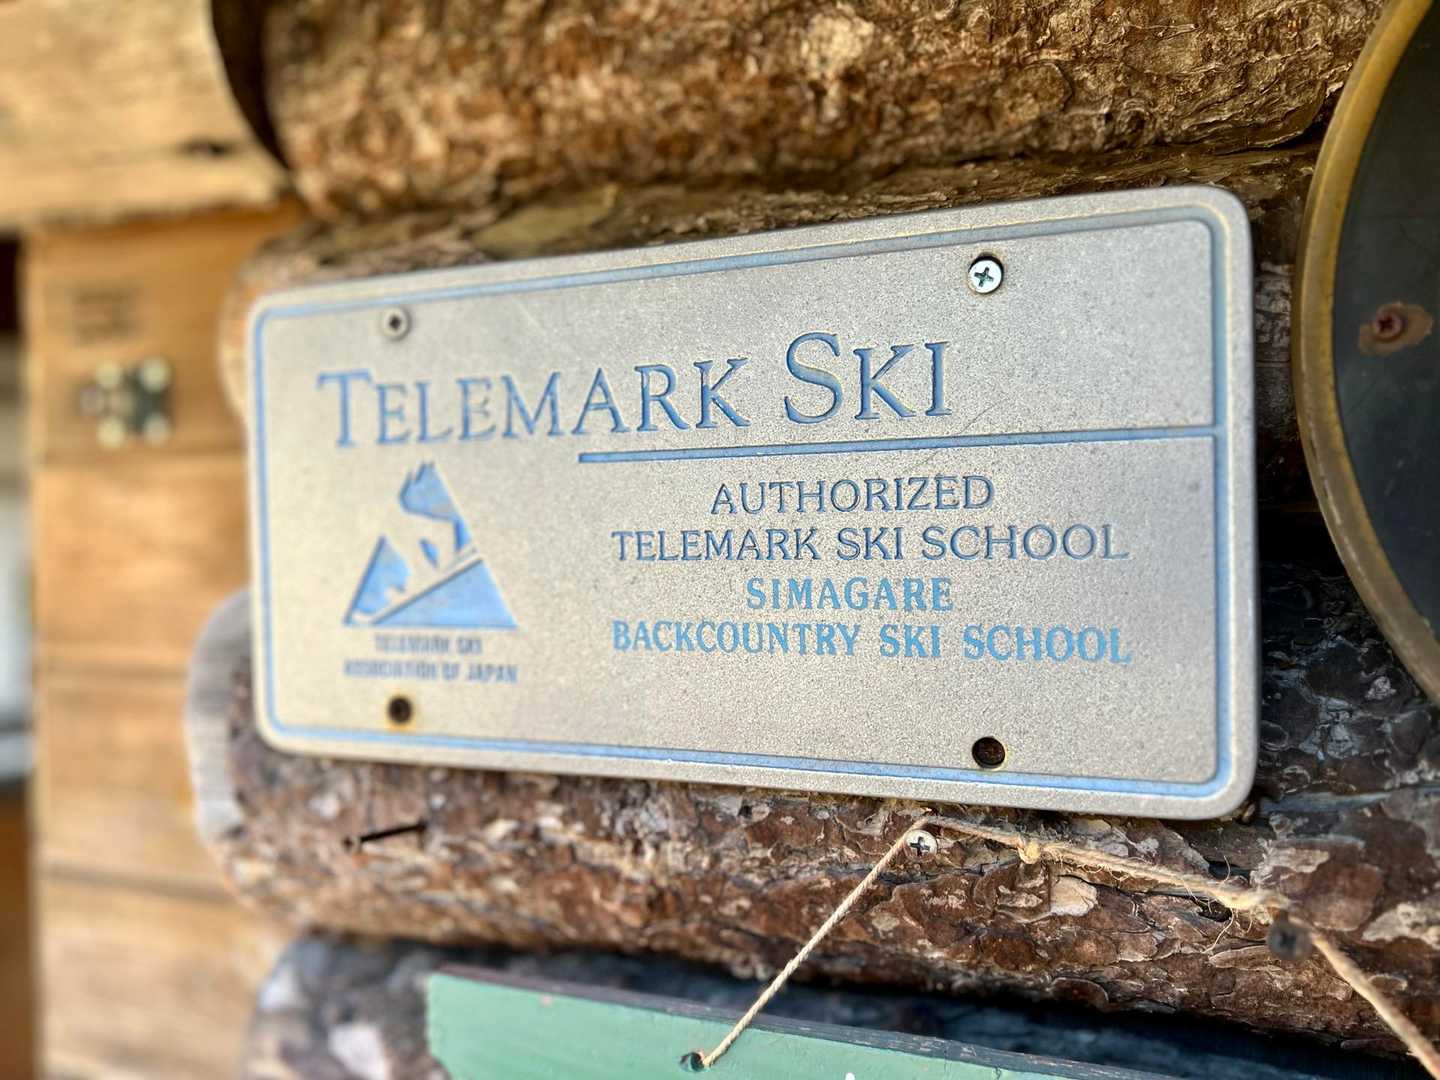 TELEMARK SKI
AUTHORIZED
TELEMARK SKI SCHOOL
SIMAGARE
BACKCOUNTRY SKI SCHOOL
TELEMARK SKI
ASSOCIATION OF JAPAN